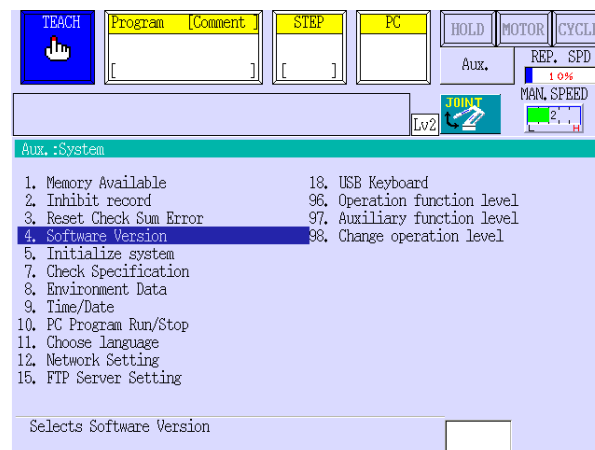 TEACH Program [Comment ] STEP PC HOLD MOTOR CYCL
[ ] [ ] Aux. REP. SPD
10%
MAN. SPEED
JOINT
2
Lv2 L H
Aux.:System
1. Memory Available
2. Inhibit record
3. Reset Check Sum Error
4. Software Version
5. Initialize system
7. Check Specification
8. Environment Data
9. Time/Date
10. PC Program Run/Stop
11. Choose language
12. Network Setting
15. FTP Server Setting
18. USB Keyboard
96. Operation function level
97. Auxiliary function level
98. Change operation level
Selects Software Version